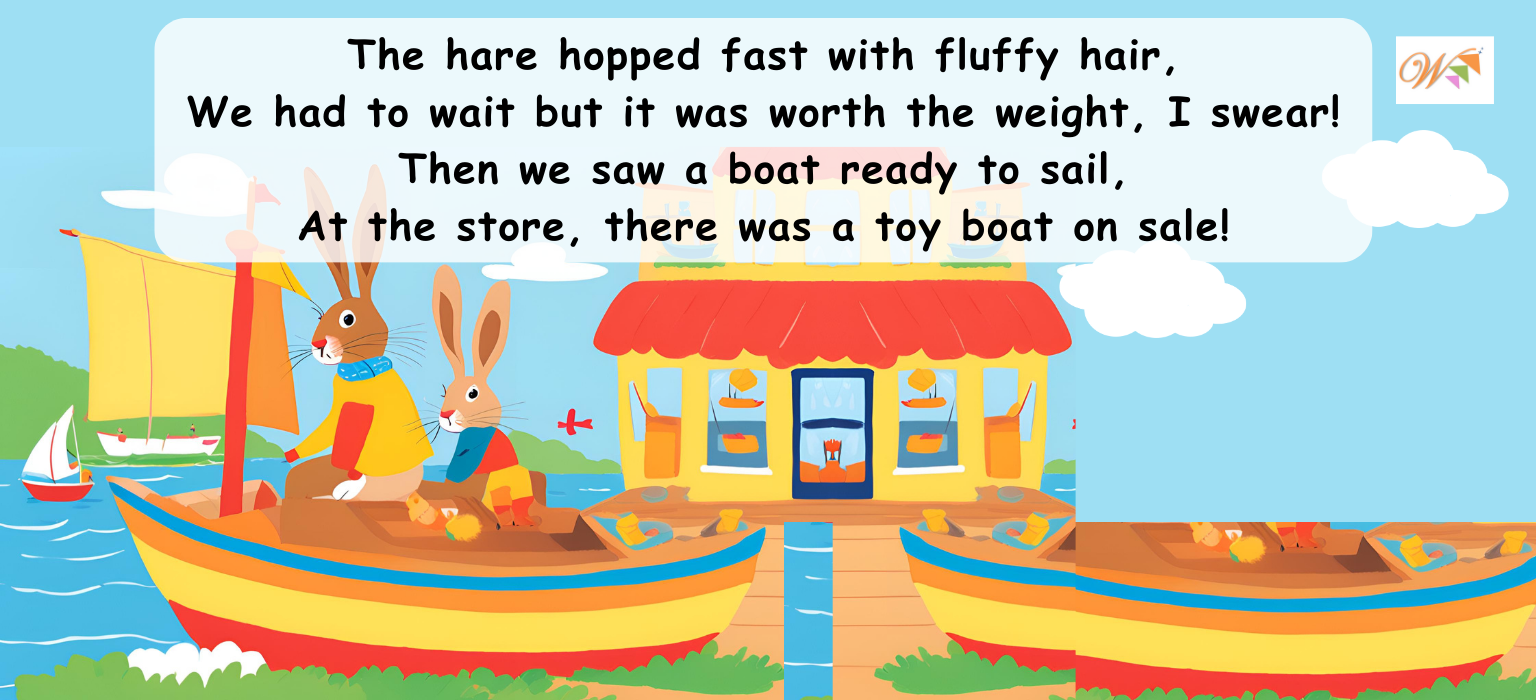 The hare hopped fast with fluffy hair,
We had to wait but it was worth the weight, I swear!
Then we saw a boat ready to sail,
At the store, there was a toy boat on sale!
W